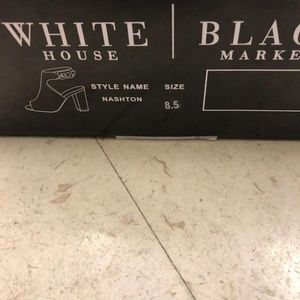 WHITE | BLAC
HOUSE MARKE
STYLE NAME SIZE
NASHTON 8.5